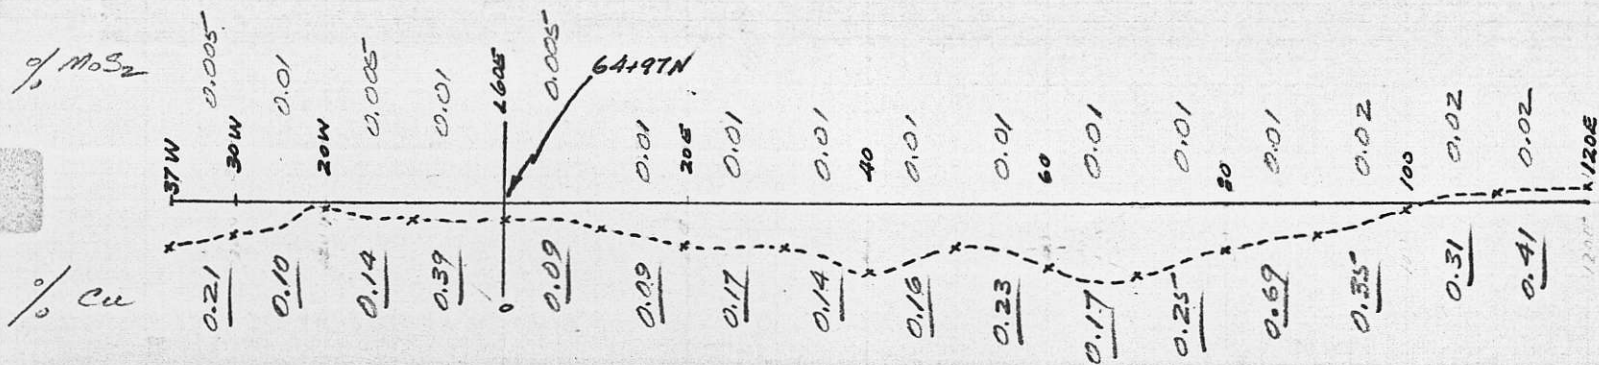 % MoS₂ 0.005 0.01 0.005 0.01 0.005 0.01 0.01 0.01 0.01 0.01 0.01 0.01 0.01 0.02 0.02 0.02
64+97N
37W 30W 20W 20E 40 60 80 100 120E
0
% Cu 0.21 0.10 0.14 0.39 0.09 0.09 0.17 0.14 0.16 0.23 0.17 0.25 0.69 0.35 0.31 0.41